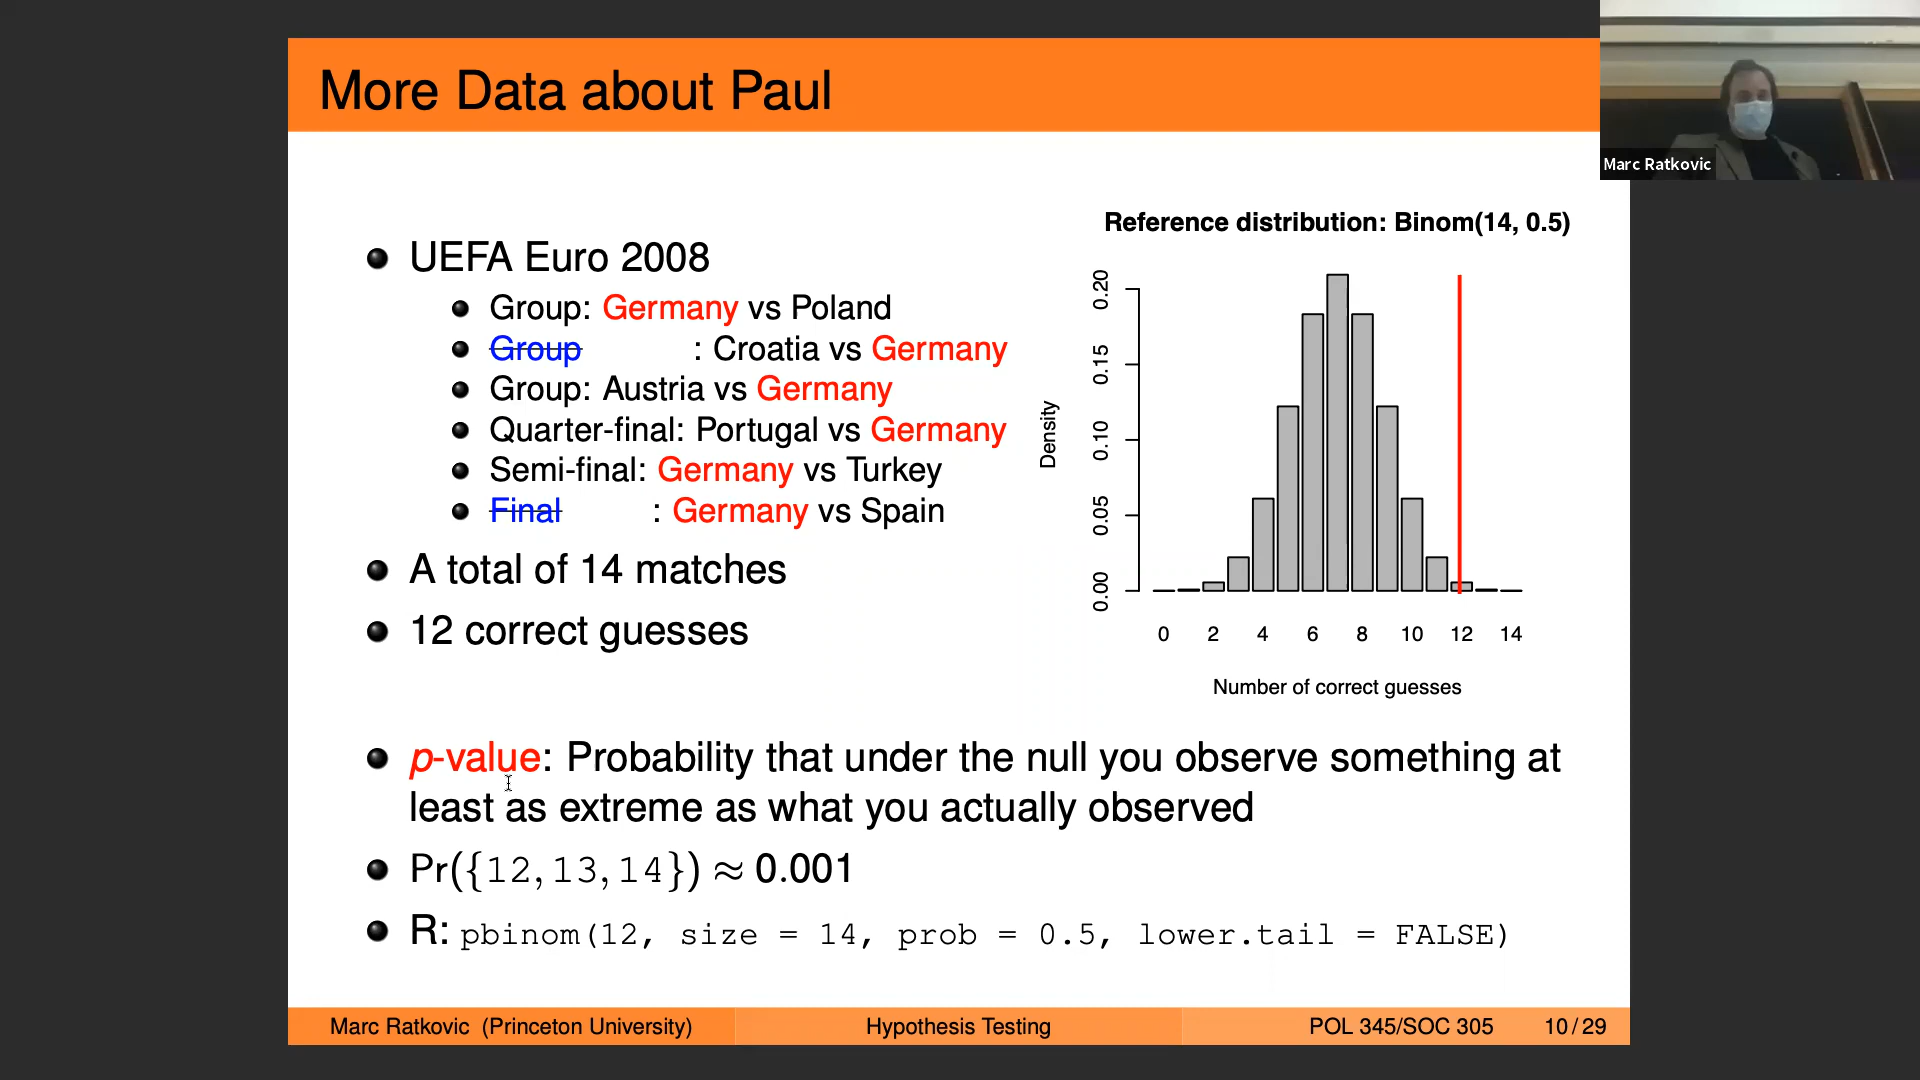 More Data about Paul
Marc Ratkovic
UEFA Euro 2008
Group: Germany vs Poland
Group : Croatia vs Germany
Group: Austria vs Germany
Quarter-final: Portugal vs Germany
Semi-final: Germany vs Turkey
Final : Germany vs Spain
A total of 14 matches
12 correct guesses
Reference distribution: Binom(14, 0.5)
Density
0.20
0.15
0.10
0.05
0.00
0 2 4 6 8 10 12 14
Number of correct guesses
p-value: Probability that under the null you observe something at
least as extreme as what you actually observed
Pr({12, 13, 14}) ≈ 0.001
R: pbinom(12, size = 14, prob = 0.5, lower.tail = FALSE)
Marc Ratkovic (Princeton University) Hypothesis Testing POL 345/SOC 305 10 / 29